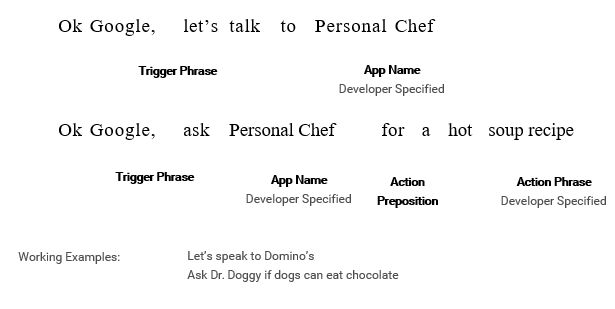 Ok Google, let's talk to Personal Chef
Trigger Phrase App Name
Developer Specified
Ok Google, ask Personal Chef for a hot soup recipe
Trigger Phrase App Name Action Action Phrase
Developer Specified Preposition Developer Specified
Working Examples: Let's speak to Domino's
Ask Dr. Doggy if dogs can eat chocolate